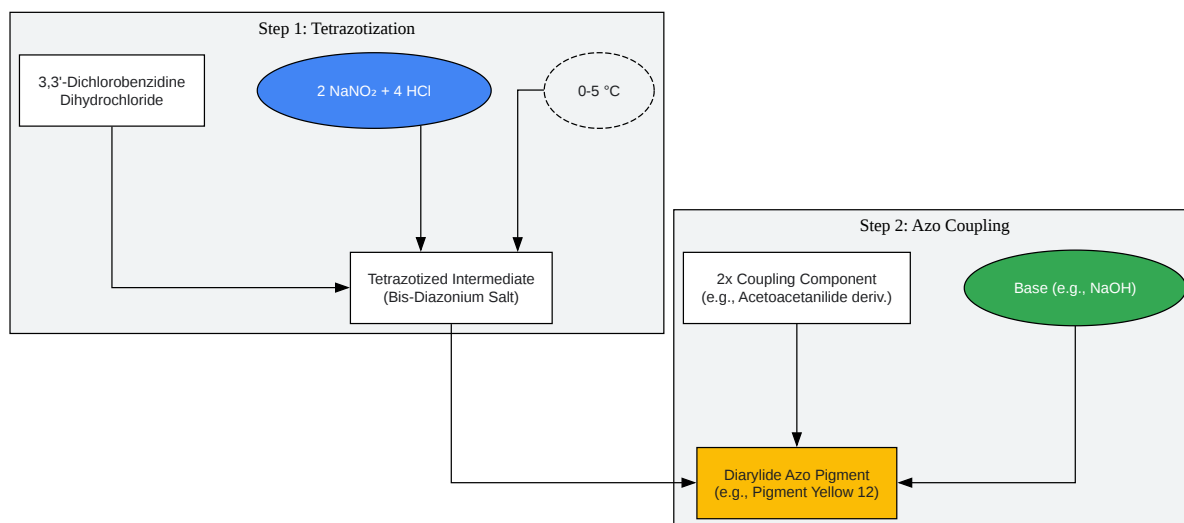 Step 1: Tetrazotization
3,3'-Dichlorobenzidine
Dihydrochloride
2 NaNO₂ + 4 HCl
0-5 °C
Tetrazotized Intermediate
(Bis-Diazonium Salt)
Step 2: Azo Coupling
2x Coupling Component
(e.g., Acetoacetanilide deriv.)
Base (e.g., NaOH)
Diarylide Azo Pigment
(e.g., Pigment Yellow 12)